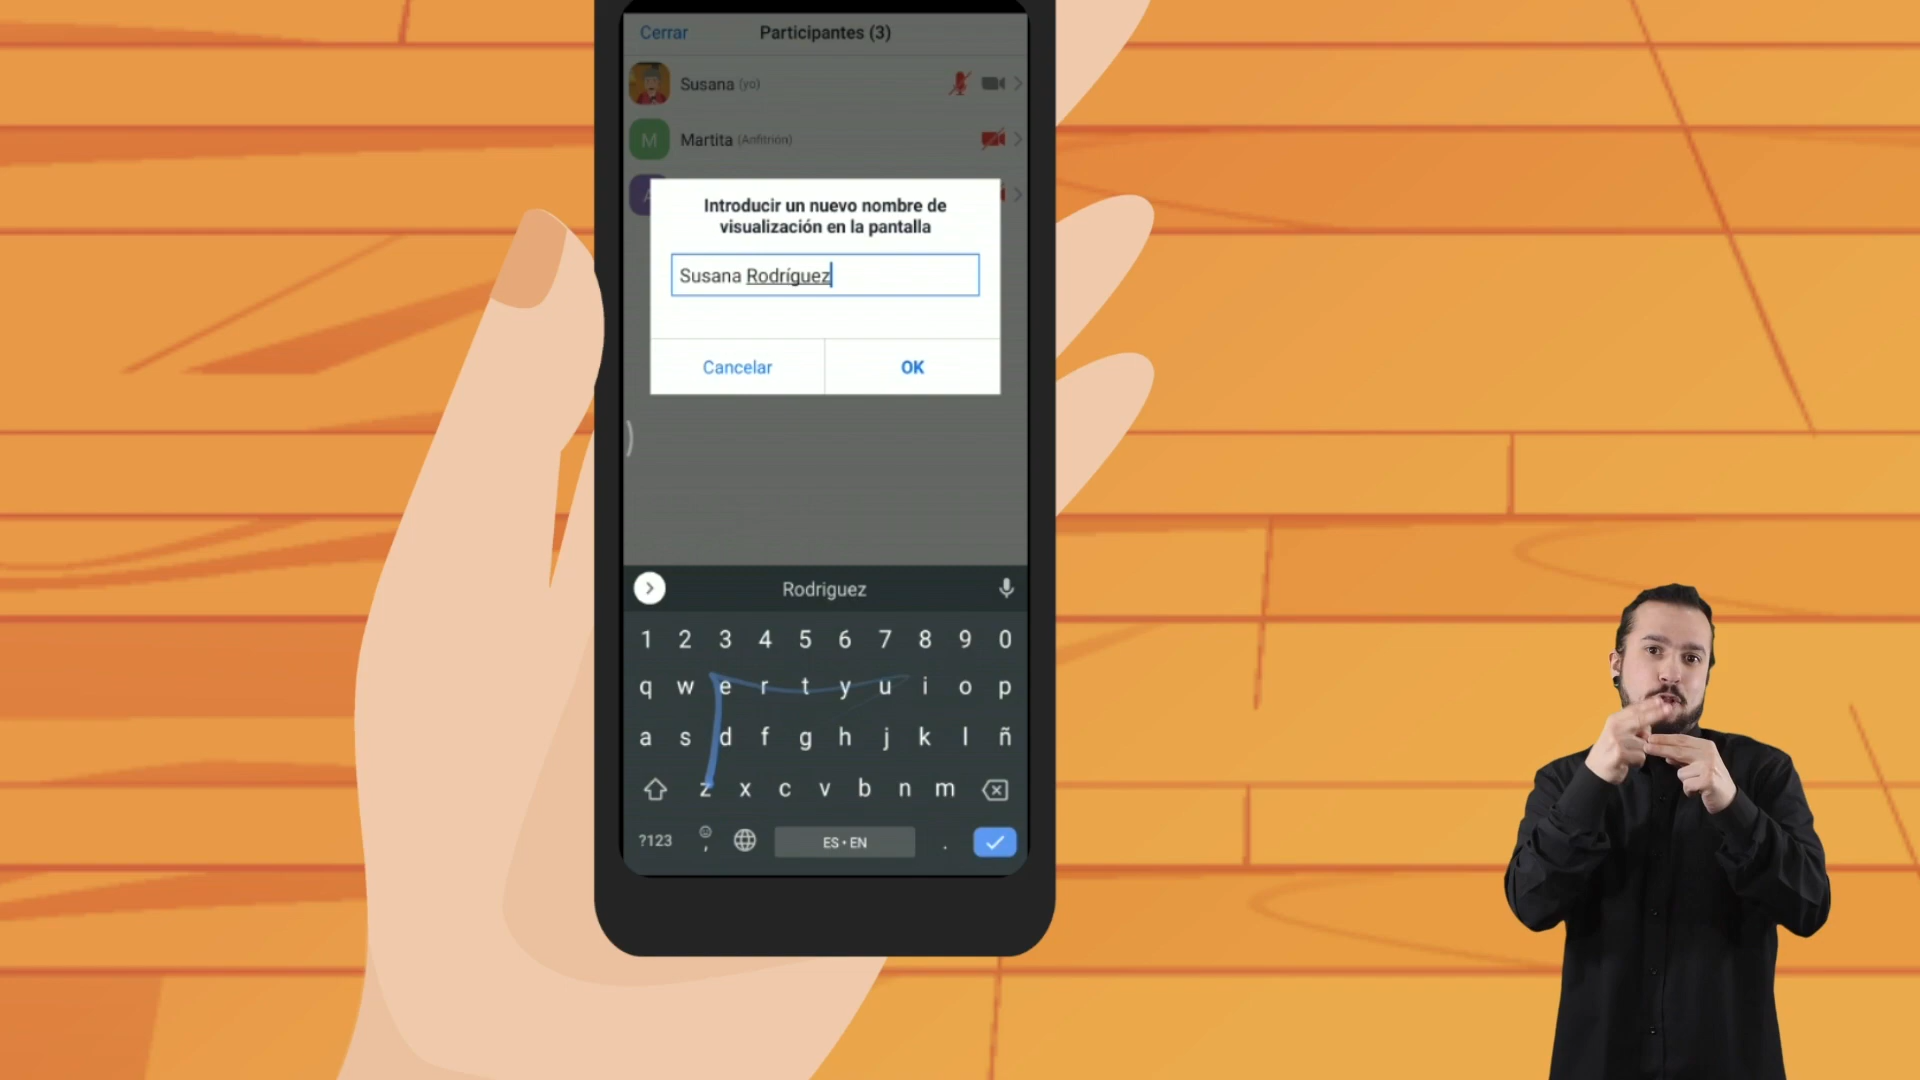 Cerrar Participantes (3)
Susana (yo)
M Martita (Anfitrión)
A
Introducir un nuevo nombre de
visualización en la pantalla
Susana Rodríguez
Cancelar OK
Rodriguez
1 2 3 4 5 6 7 8 9 0
q w e r t y u i o p
a s d f g h j k l ñ
z x c v b n m
?123 , ES • EN .